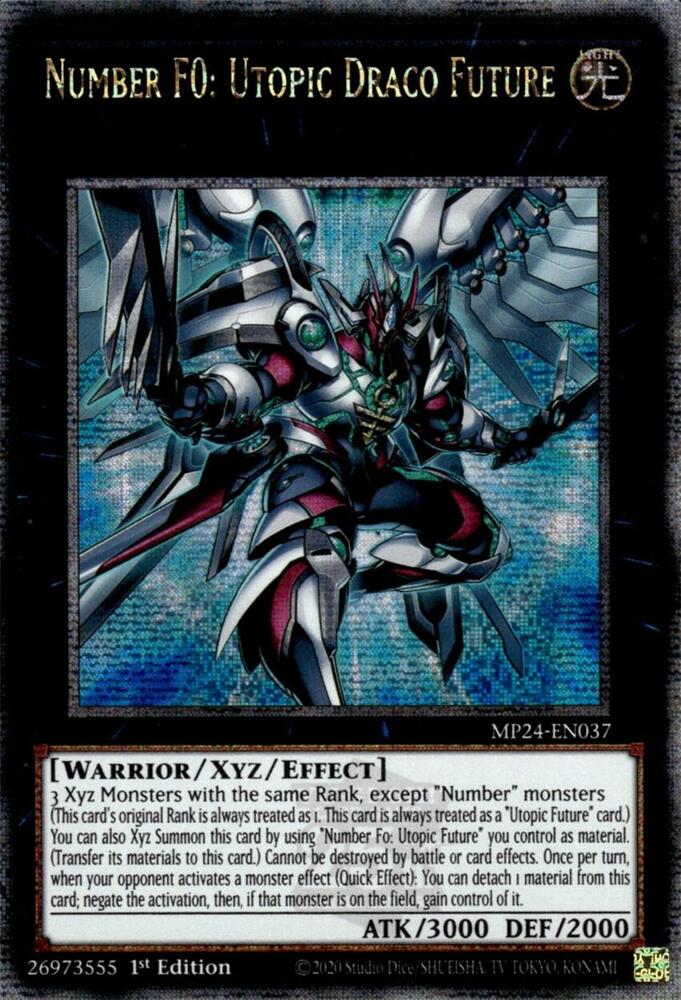 NUMBER F0: UTOPIC DRACO FUTURE
LIGHT
光
MP24-EN037
[WARRIOR/XYZ/EFFECT]
3 Xyz Monsters with the same Rank, except "Number" monsters
(This card's original Rank is always treated as 1. This card is always treated as a "Utopic Future" card.)
You can also Xyz Summon this card by using "Number F0: Utopic Future" you control as material.
(Transfer its materials to this card.) Cannot be destroyed by battle or card effects. Once per turn,
when your opponent activates a monster effect (Quick Effect): You can detach 1 material from this
card; negate the activation, then, if that monster is on the field, gain control of it.
ATK/3000 DEF/2000
26973555 1st Edition
©2020 Studio Dice/SHUEISHA, TV TOKYO, KONAMI